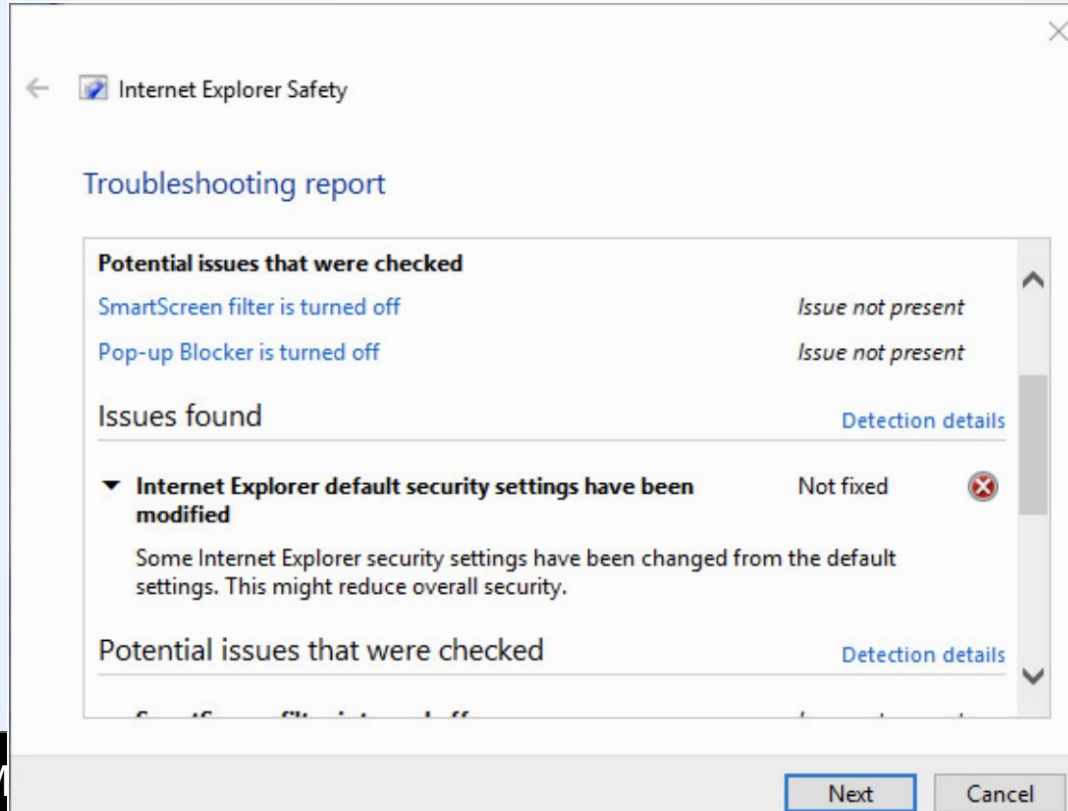 Internet Explorer Safety
Troubleshooting report
Potential issues that were checked
SmartScreen filter is turned off Issue not present
Pop-up Blocker is turned off Issue not present
Issues found Detection details
Internet Explorer default security settings have been Not fixed
modified
Some Internet Explorer security settings have been changed from the default
settings. This might reduce overall security.
Potential issues that were checked Detection details
Next Cancel